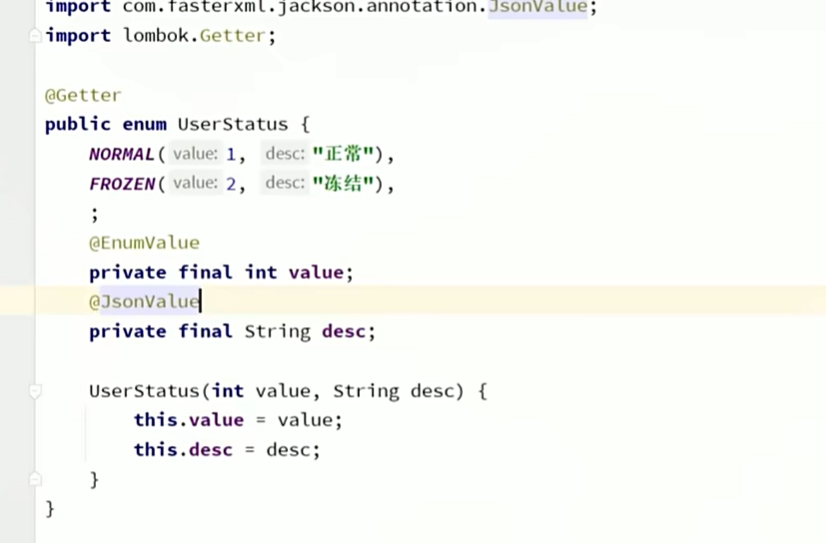 import com.fasterxml.jackson.annotation.JsonValue;
import lombok.Getter;
@Getter
public enum UserStatus {
NORMAL( value: 1, desc: "正常"),
FROZEN( value: 2, desc: "冻结"),
;
@EnumValue
private final int value;
@JsonValue
private final String desc;
UserStatus(int value, String desc) {
this.value = value;
this.desc = desc;
}
}